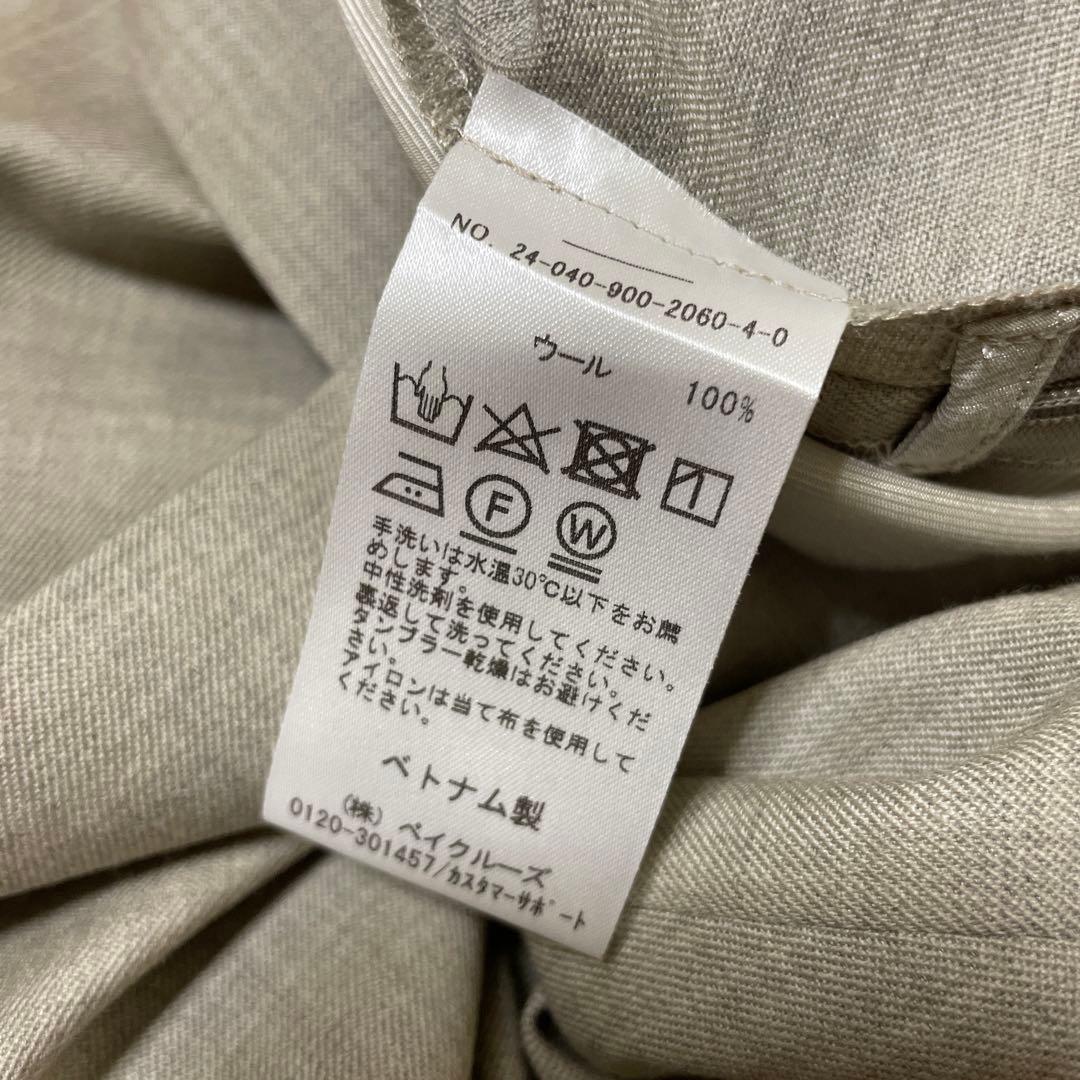 NO. 24-040-900-2060-4-0
ウール 100%
F
W
手洗いは水温30℃以下をお薦
めします。
中性洗剤を使用してください。
裏返して洗ってください。
タンブラー乾燥はお避けくだ
さい。
アイロンは当て布を使用して
ください。
ベトナム製
(株) ベイクルーズ
0120-301457/カスタマーサポート